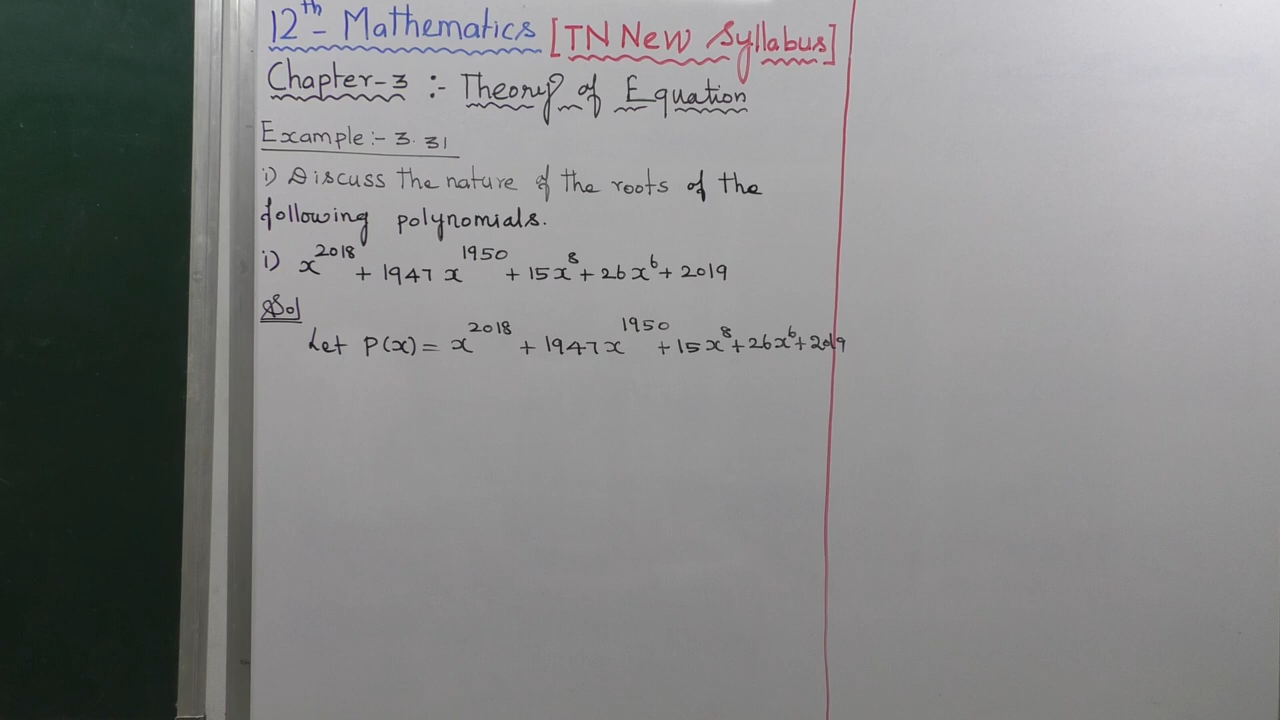 12th - Mathematics [TN New Syllabus]
Chapter-3 :- Theory of Equation
Example:- 3.31
i) Discuss the nature of the roots of the
following polynomials.
i) x^2018 + 1947x^1950 + 15x^8 + 26x^6 + 2019
Sol
Let P(x) = x^2018 + 1947x^1950 + 15x^8 + 26x^6 + 2019